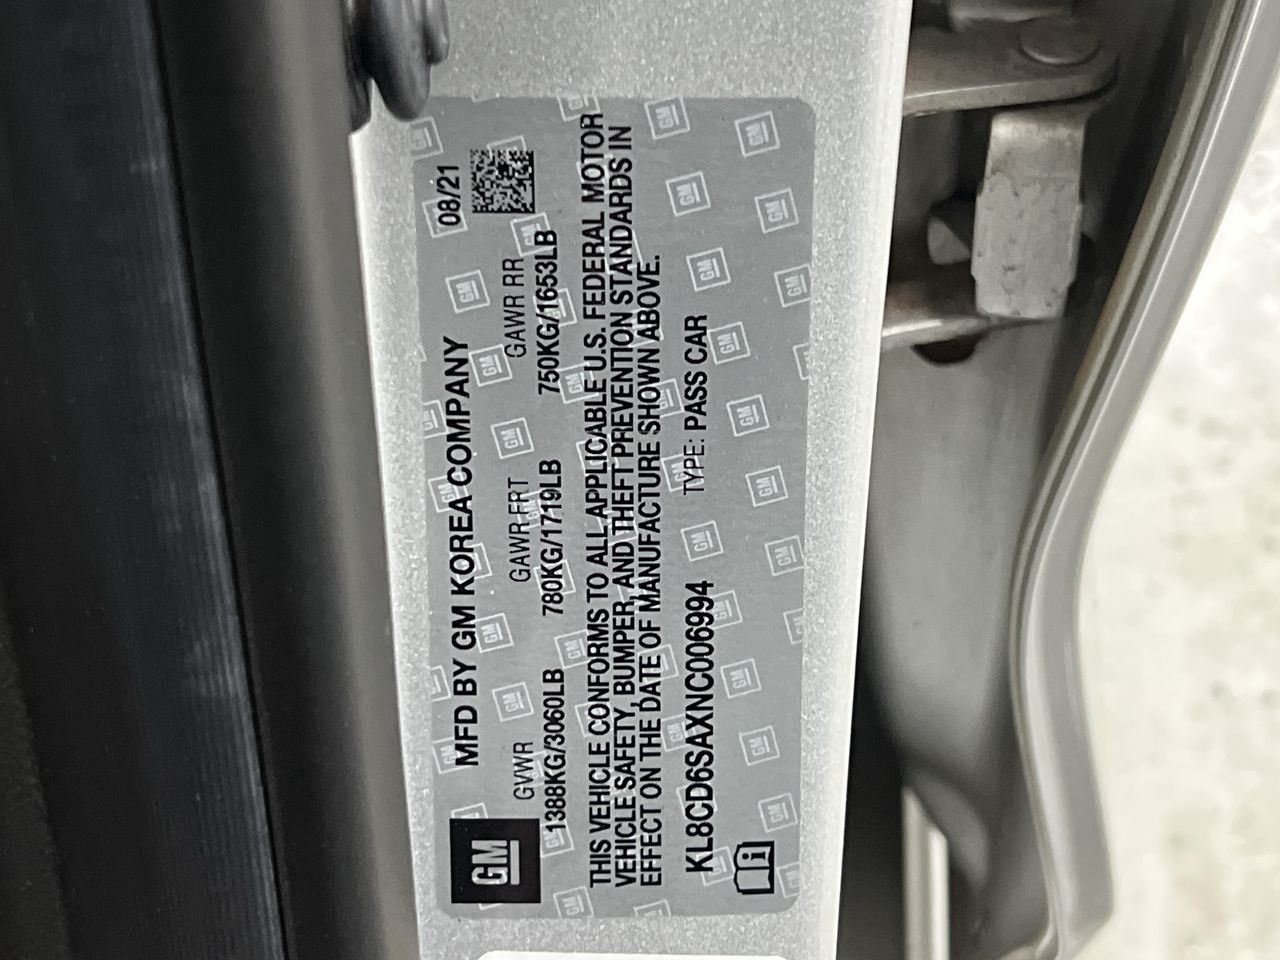 GM
MFD BY GM KOREA COMPANY 08/21
GVWR GAWR FRT GAWR RR
1388KG/3060LB 780KG/1719LB 750KG/1653LB
THIS VEHICLE CONFORMS TO ALL APPLICABLE U.S. FEDERAL MOTOR
VEHICLE SAFETY, BUMPER, AND THEFT PREVENTION STANDARDS IN
EFFECT ON THE DATE OF MANUFACTURE SHOWN ABOVE.
KL8CD6SAXNC006994 TYPE: PASS CAR